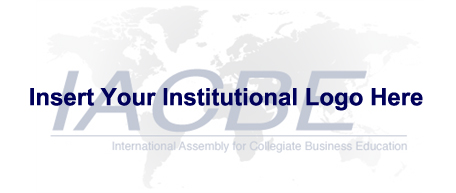 Insert Your Institutional Logo Here
IACBE
International Assembly for Collegiate Business Education